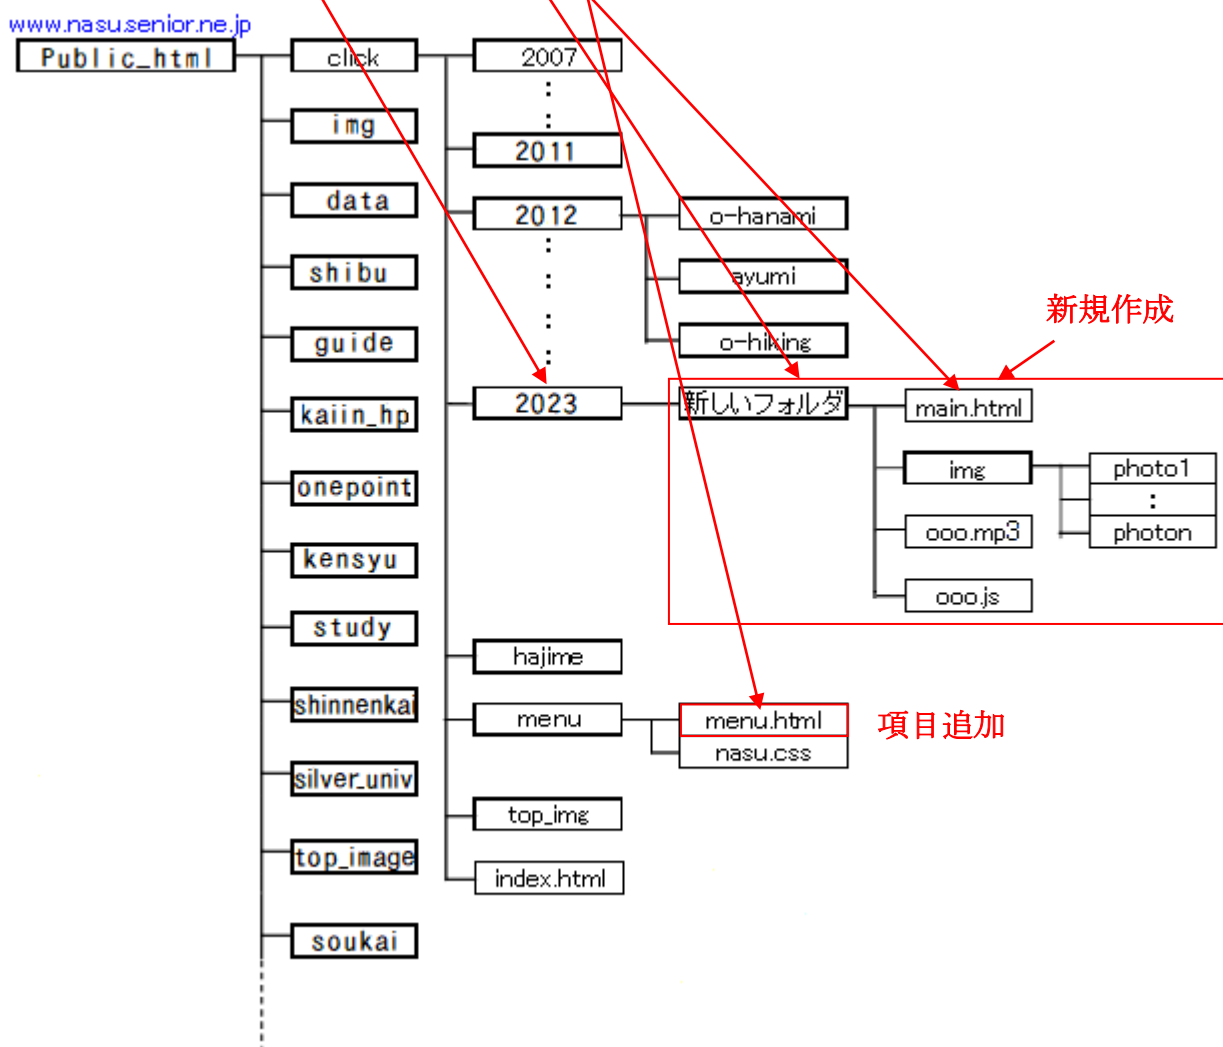 www.nasu.senior.ne.jp
Public_html
click
2007
:
:
img
2011
data
2012
o-hanami
:
shibu
:
ayumi
guide
:
o-hiking
新規作成
:
kaiin_hp
2023
新しいフォルダ
main.html
onepoint
img
photo1
:
kensyu
ooo.mp3
photon
study
ooo.js
hajime
shinnenkai
menu
menu.html
項目追加
nasu.css
silver_univ
top_img
top_image
index.html
soukai